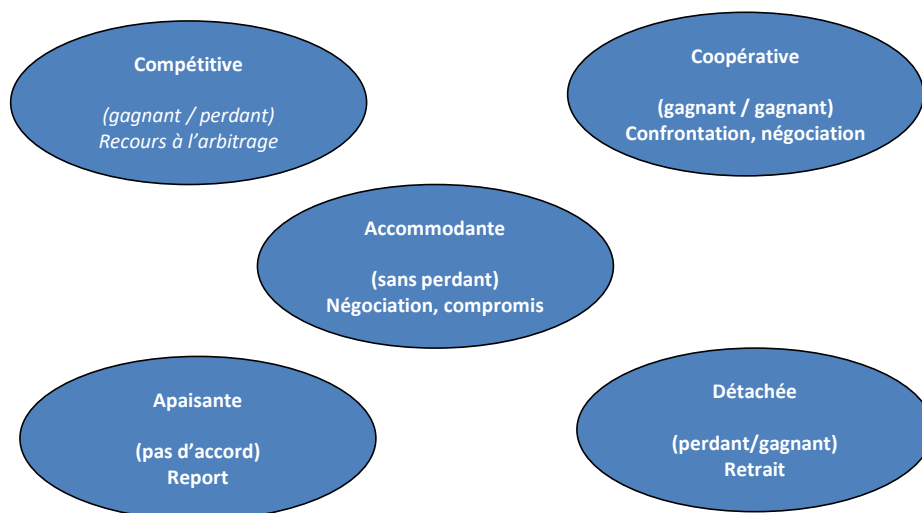 Compétitive
(gagnant / perdant)
Recours à l’arbitrage
Coopérative
(gagnant / gagnant)
Confrontation, négociation
Accommodante
(sans perdant)
Négociation, compromis
Apaisante
(pas d’accord)
Report
Détachée
(perdant/gagnant)
Retrait